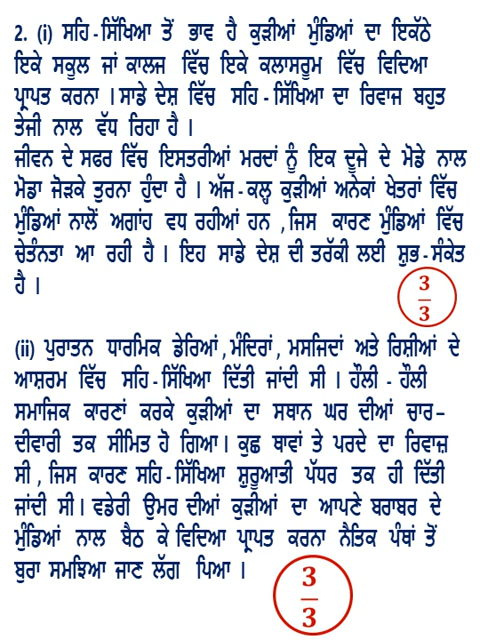 2. (i) ਸਹਿ-ਸਿੱਖਿਆ ਤੋਂ ਭਾਵ ਹੈ ਕੁੜੀਆਂ ਮੁੰਡਿਆਂ ਦਾ ਇਕੱਠੇ
ਇਕੇ ਸਕੂਲ ਜਾਂ ਕਾਲਜ ਵਿੱਚ ਇਕੇ ਕਲਾਸਰੂਮ ਵਿੱਚ ਵਿਦਿਆ
ਪ੍ਰਾਪਤ ਕਰਨਾ । ਸਾਡੇ ਦੇਸ਼ ਵਿੱਚ ਸਹਿ-ਸਿੱਖਿਆ ਦਾ ਰਿਵਾਜ ਬਹੁਤ
ਤੇਜੀ ਨਾਲ ਵੱਧ ਰਿਹਾ ਹੈ ।
ਜੀਵਨ ਦੇ ਸਫਰ ਵਿੱਚ ਇਸਤਰੀਆਂ ਮਰਦਾਂ ਨੂੰ ਇਕ ਦੂਜੇ ਦੇ ਮੋਡੇ ਨਾਲ
ਮੋਡਾ ਜੋੜਕੇ ਤੁਰਨਾ ਹੁੰਦਾ ਹੈ । ਅੱਜ-ਕਲ੍ਹ ਕੁੜੀਆਂ ਅਨੇਕਾਂ ਖੇਤਰਾਂ ਵਿੱਚ
ਮੁੰਡਿਆਂ ਨਾਲੋਂ ਅਗਾਂਹ ਵਧ ਰਹੀਆਂ ਹਨ ,ਜਿਸ ਕਾਰਣ ਮੁੰਡਿਆਂ ਵਿੱਚ
ਚੇਤੰਨਤਾ ਆ ਰਹੀ ਹੈ । ਇਹ ਸਾਡੇ ਦੇਸ਼ ਦੀ ਤਰੱਕੀ ਲਈ ਸ਼ੁਭ-ਸੰਕੇਤ
ਹੈ ।
3
3
(ii) ਪੁਰਾਤਨ ਧਾਰਮਿਕ ਡੇਰਿਆਂ ,ਮੰਦਿਰਾਂ , ਮਸਜਿਦਾਂ ਅਤੇ ਰਿਸ਼ੀਆਂ ਦੇ
ਆਸ਼ਰਮ ਵਿੱਚ ਸਹਿ-ਸਿੱਖਿਆ ਦਿੱਤੀ ਜਾਂਦੀ ਸੀ । ਹੌਲੀ - ਹੌਲੀ
ਸਮਾਜਿਕ ਕਾਰਣਾਂ ਕਰਕੇ ਕੁੜੀਆਂ ਦਾ ਸਥਾਨ ਘਰ ਦੀਆਂ ਚਾਰ–
ਦੀਵਾਰੀ ਤਕ ਸੀਮਿਤ ਹੋ ਗਿਆ। ਕੁਛ ਥਾਵਾਂ ਤੇ ਪਰਦੇ ਦਾ ਰਿਵਾਜ਼
ਸੀ , ਜਿਸ ਕਾਰਣ ਸਹਿ-ਸਿੱਖਿਆ ਸ਼ੁਰੂਆਤੀ ਪੱਧਰ ਤਕ ਹੀ ਦਿੱਤੀ
ਜਾਂਦੀ ਸੀ। ਵਡੇਰੀ ਉਮਰ ਦੀਆਂ ਕੁੜੀਆਂ ਦਾ ਆਪਣੇ ਬਰਾਬਰ ਦੇ
ਮੁੰਡਿਆਂ ਨਾਲ ਬੈਠ ਕੇ ਵਿਦਿਆ ਪ੍ਰਾਪਤ ਕਰਨਾ ਨੈਤਿਕ ਪੰਥਾਂ ਤੋਂ
ਬੁਰਾ ਸਮਝਿਆ ਜਾਣ ਲੱਗ ਪਿਆ ।
3
3